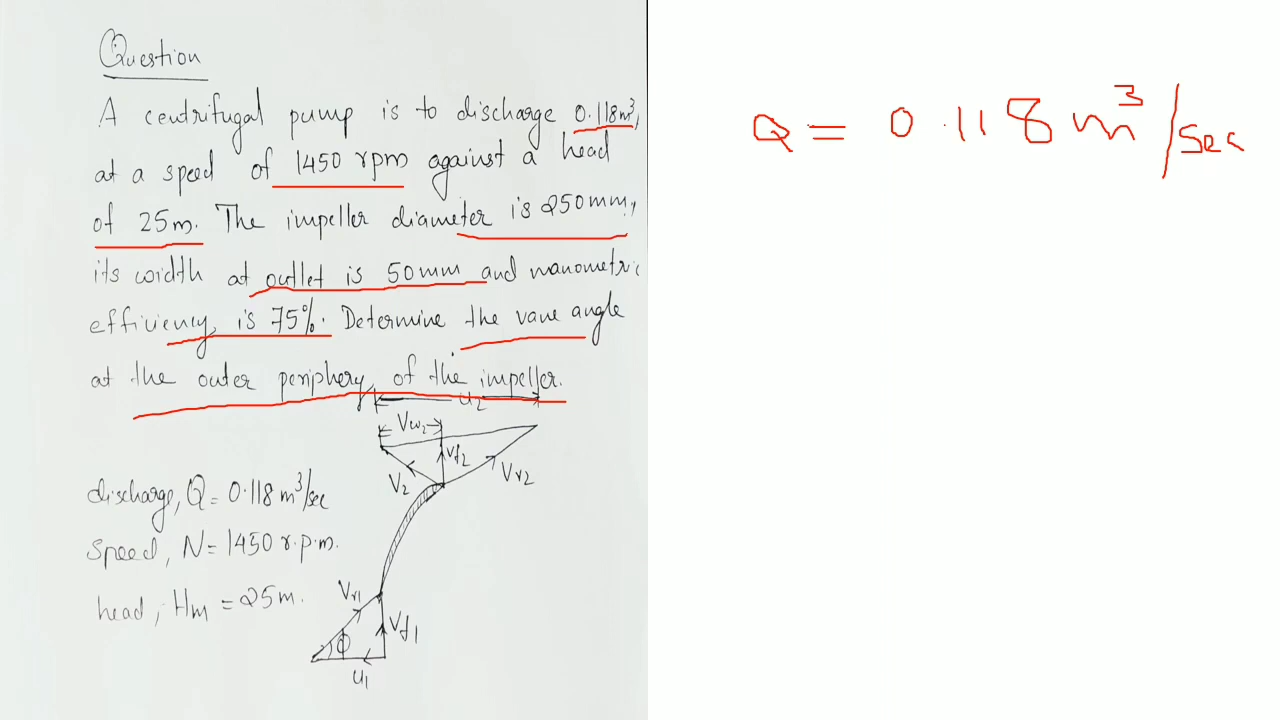 Question
A centrifugal pump is to discharge 0.118m³,
at a speed of 1450 rpm against a head
of 25m. The impeller diameter is 250mm,
its width at outlet is 50mm and manometric
efficiency is 75%. Determine the vane angle
at the outer periphery of the impeller.
u₂
Vw₂
Vf₂
V₂
Vr₂
discharge, Q = 0.118 m³/sec
speed, N = 1450 r.p.m.
head, Hm = 25m.
Vr₁
Vf₁
ϕ
u₁
Q = 0.118 m³/sec